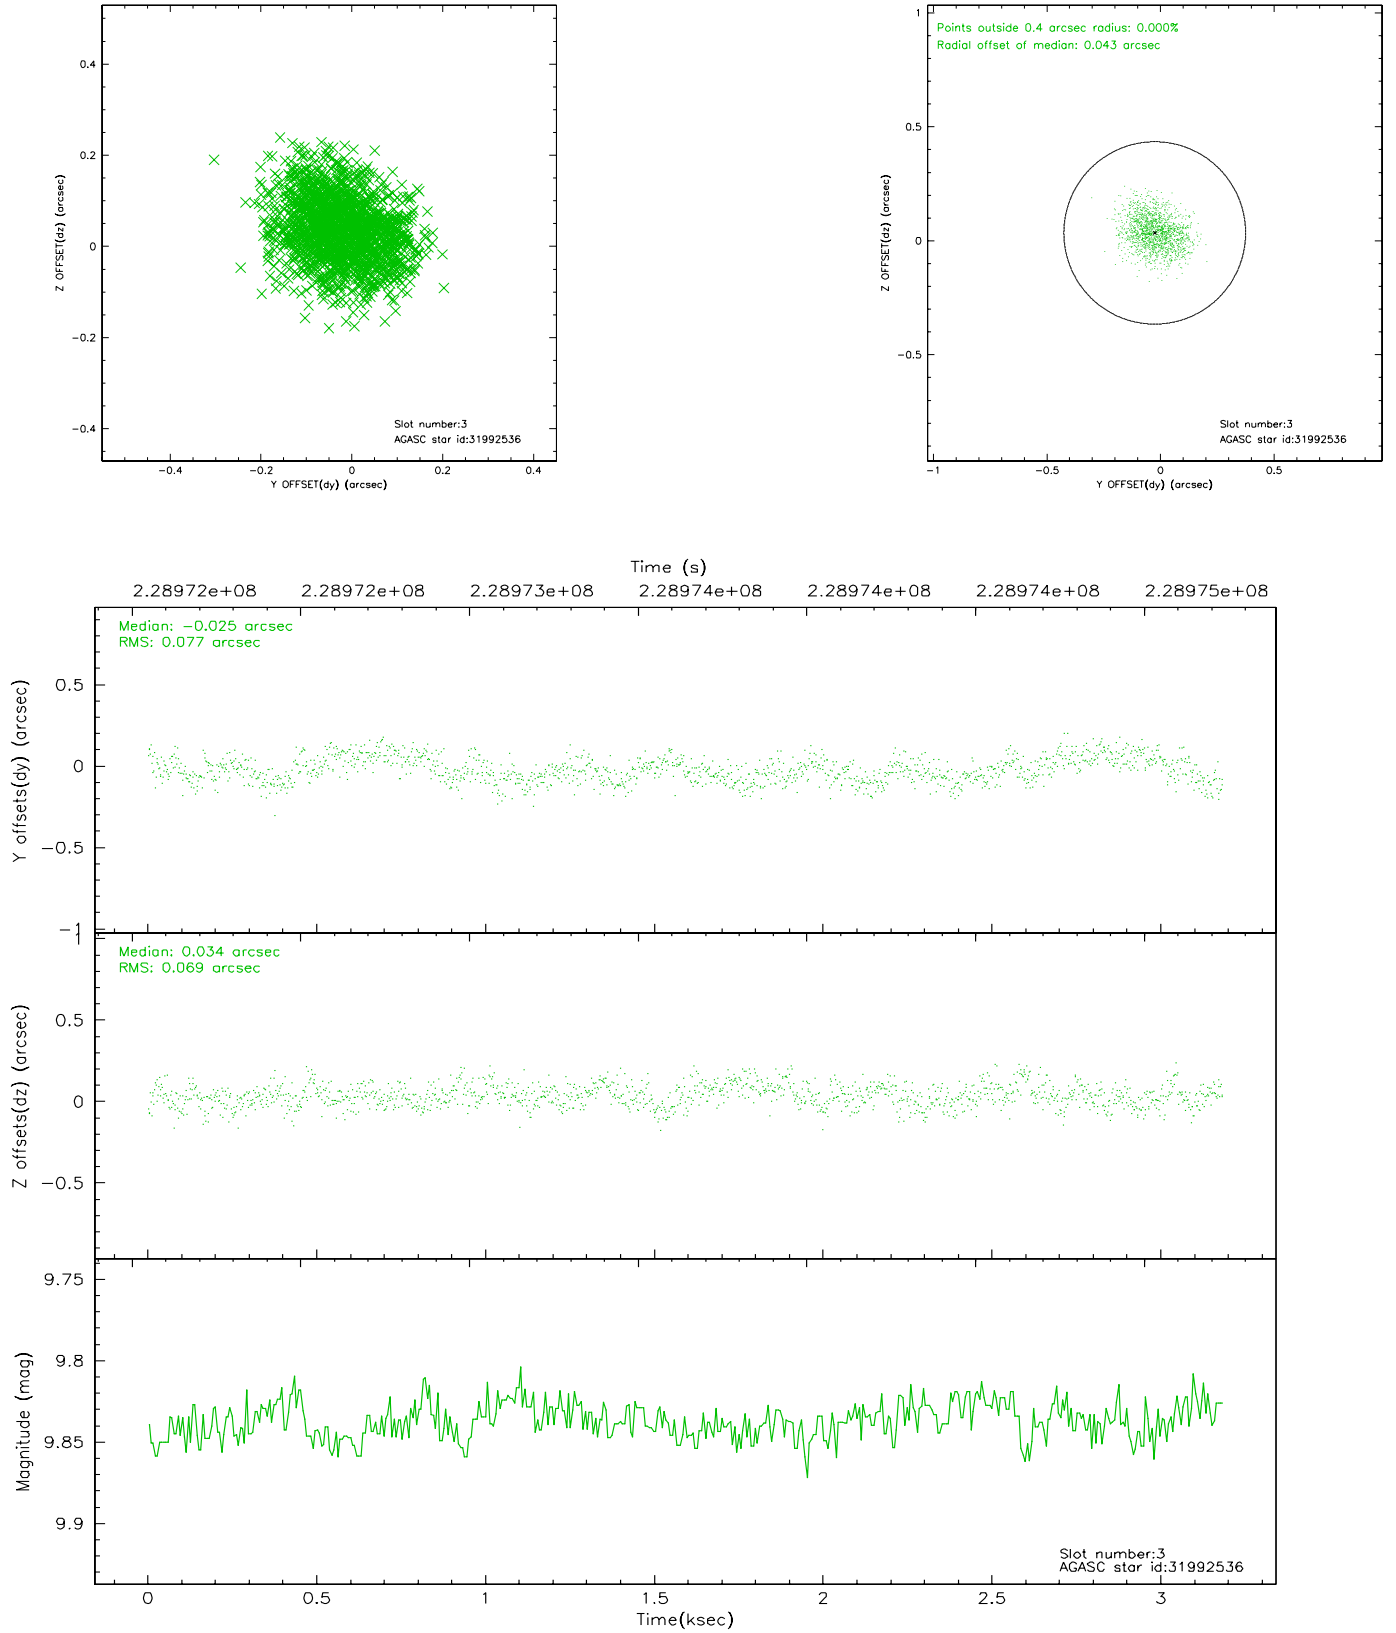 0.4
0.2
0
−0.2
−0.4
Z OFFSET(dz) (arcsec)
−0.4 −0.2 0 0.2 0.4
Y OFFSET(dy) (arcsec)
Slot number:3
AGASC star id:31992536
Points outside 0.4 arcsec radius: 0.000%
Radial offset of median: 0.043 arcsec
1
0.5
0
−0.5
Z OFFSET(dz) (arcsec)
−1 −0.5 0 0.5
Y OFFSET(dy) (arcsec)
Slot number:3
AGASC star id:31992536
Time (s)
2.28972e+08 2.28972e+08 2.28973e+08 2.28974e+08 2.28974e+08 2.28974e+08 2.28975e+08
Median: −0.025 arcsec
RMS: 0.077 arcsec
0.5
0
−0.5
−1
Y offsets(dy) (arcsec)
Median: 0.034 arcsec
RMS: 0.069 arcsec
1
0.5
0
−0.5
Z offsets(dz) (arcsec)
9.75
9.8
9.85
9.9
Magnitude (mag)
Slot number:3
AGASC star id:31992536
0 0.5 1 1.5 2 2.5 3
Time(ksec)